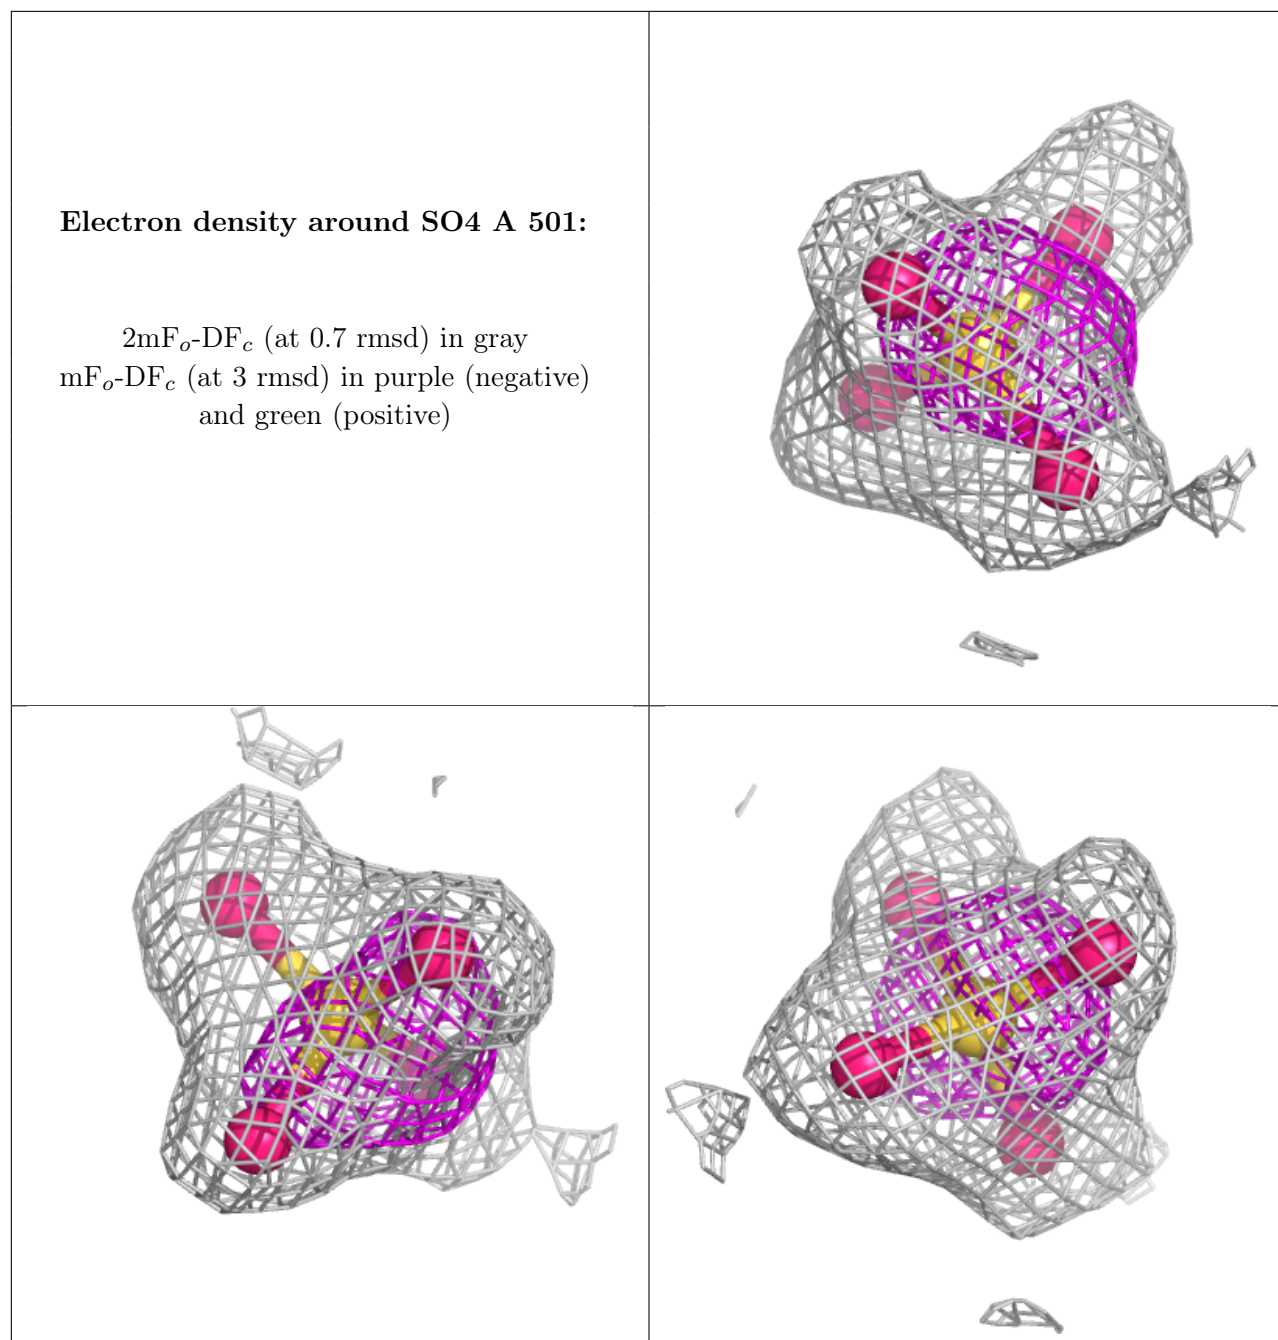 Electron density around SO4 A 501:
2mFo-DFc (at 0.7 rmsd) in gray
mFo-DFc (at 3 rmsd) in purple (negative)
and green (positive)